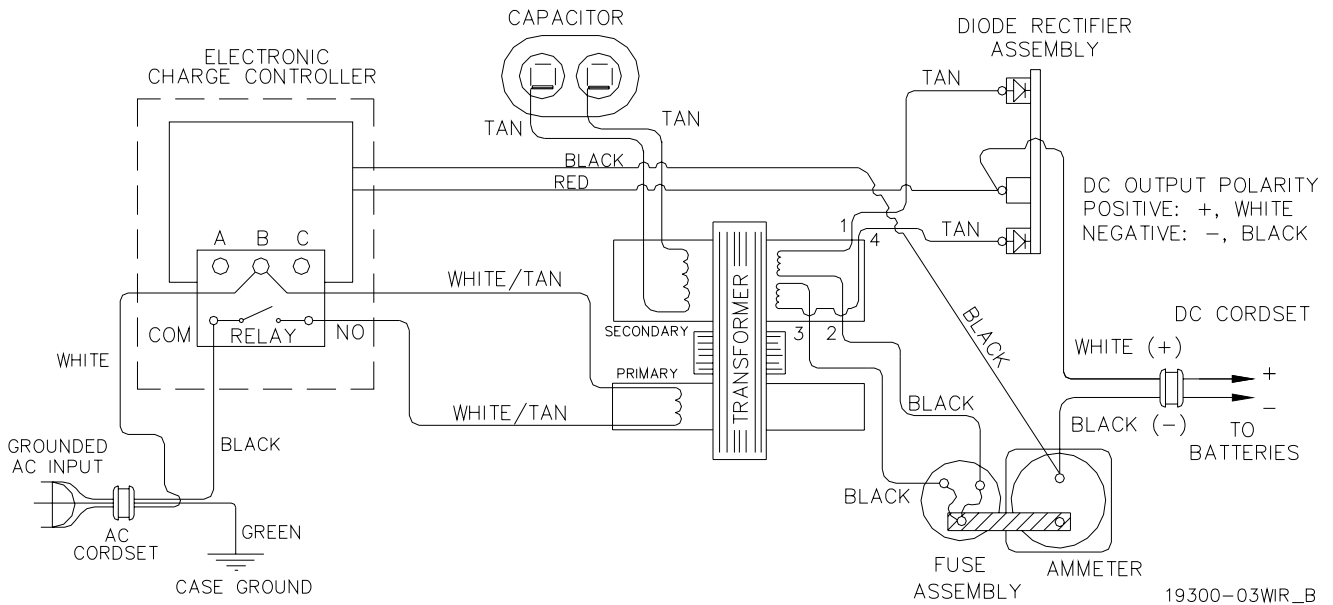 CAPACITOR
DIODE RECTIFIER
ASSEMBLY
ELECTRONIC
CHARGE CONTROLLER
TAN
TAN
TAN
BLACK
RED
DC OUTPUT POLARITY
POSITIVE: +, WHITE
NEGATIVE: −, BLACK
1
4
TAN
A B C
WHITE/TAN
TRANSFORMER
COM
RELAY
NO
SECONDARY
3 2
BLACK
DC CORDSET
WHITE
WHITE (+)
+
PRIMARY
−
WHITE/TAN
BLACK
BLACK (−)
TO
BATTERIES
BLACK
GROUNDED
AC INPUT
BLACK
GREEN
AC
CORDSET
CASE GROUND
FUSE
ASSEMBLY
AMMETER
19300-03WIR_B